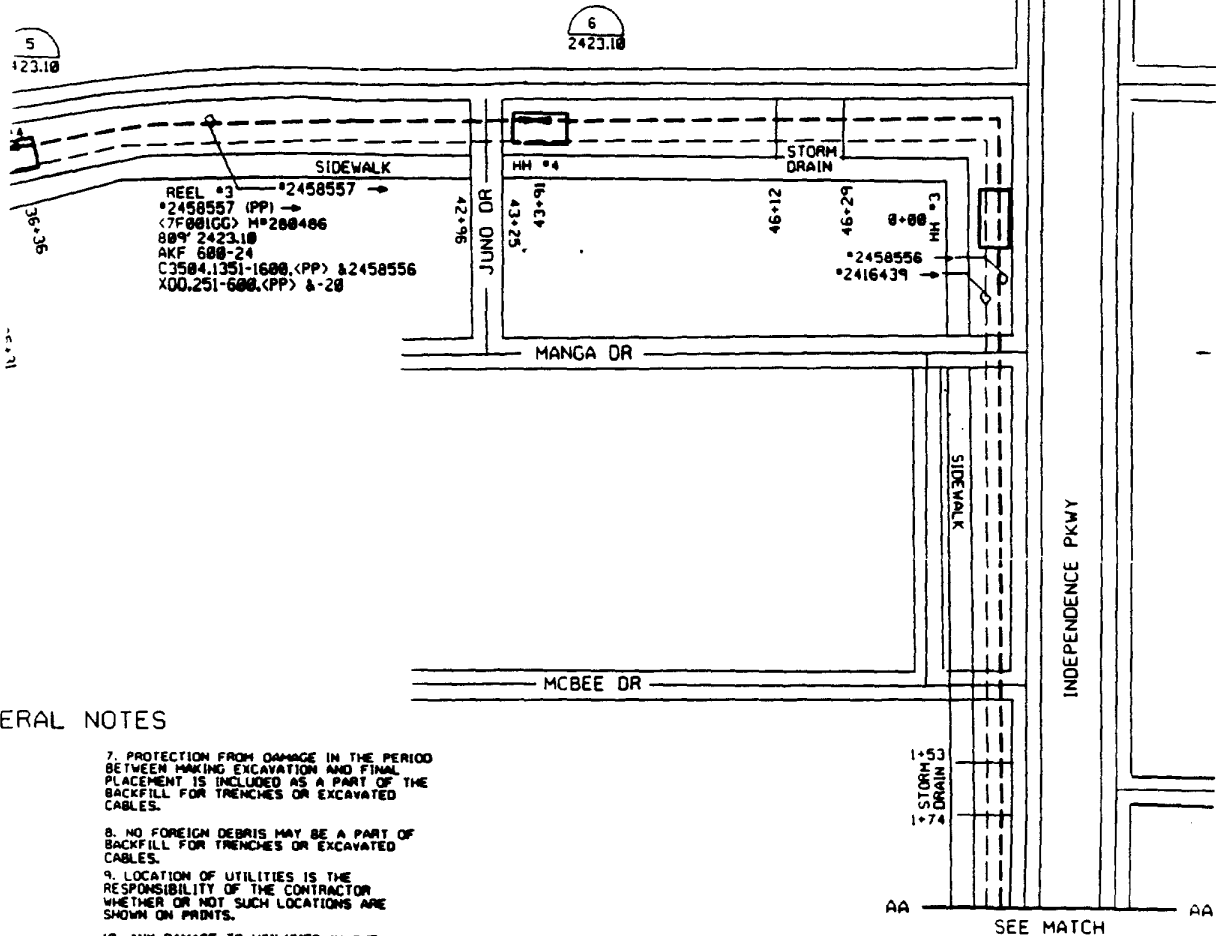 5
423.10
6
2423.10
SIDEWALK
REEL #3
*2458557 →
*2458557 (PP) →
<7F001GG> M#280486
809' 2423.10
AKF 600-24
C3504,1351-1600,<PP> &2458556
XDD,251-600,<PP> &-20
36+36
42+96
JUNO DR
43+25
43+91
HH #4
STORM
DRAIN
46+12
46+29
0+00
HH #3
*2458556 →
*2416439 →
MANGA DR
SIDEWALK
INDEPENDENCE PKWY
MCBEE DR
ERAL NOTES
7. PROTECTION FROM DAMAGE IN THE PERIOD
BETWEEN MAKING EXCAVATION AND FINAL
PLACEMENT IS INCLUDED AS A PART OF THE
BACKFILL FOR TRENCHES OR EXCAVATED
CABLES.
8. NO FOREIGN DEBRIS MAY BE A PART OF
BACKFILL FOR TRENCHES OR EXCAVATED
CABLES.
9. LOCATION OF UTILITIES IS THE
RESPONSIBILITY OF THE CONTRACTOR
WHETHER OR NOT SUCH LOCATIONS ARE
SHOWN ON PRINTS.
1+53
STORM
DRAIN
1+74
AA
AA
SEE MATCH